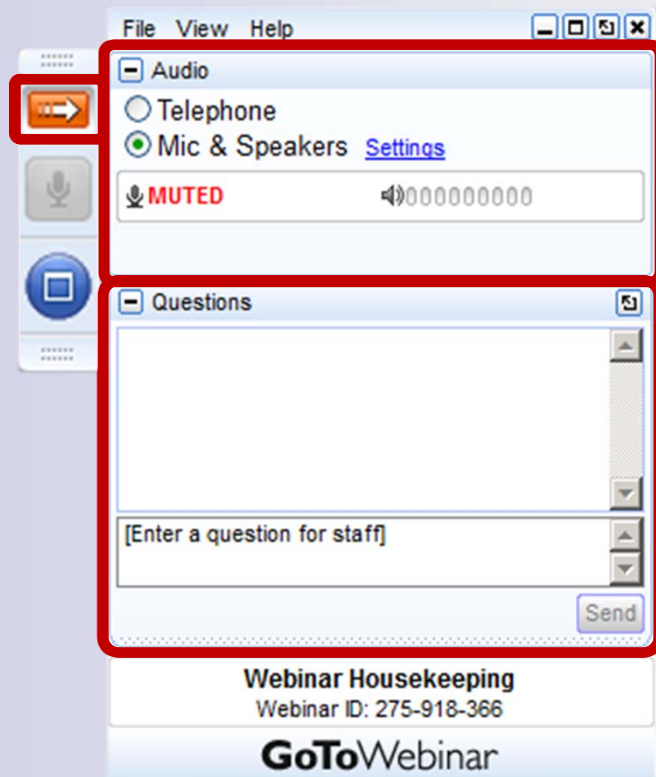 File View Help
Audio
Telephone
Mic & Speakers Settings
MUTED 000000000
Questions
[Enter a question for staff]
Send
Webinar Housekeeping
Webinar ID: 275-918-366
GoToWebinar